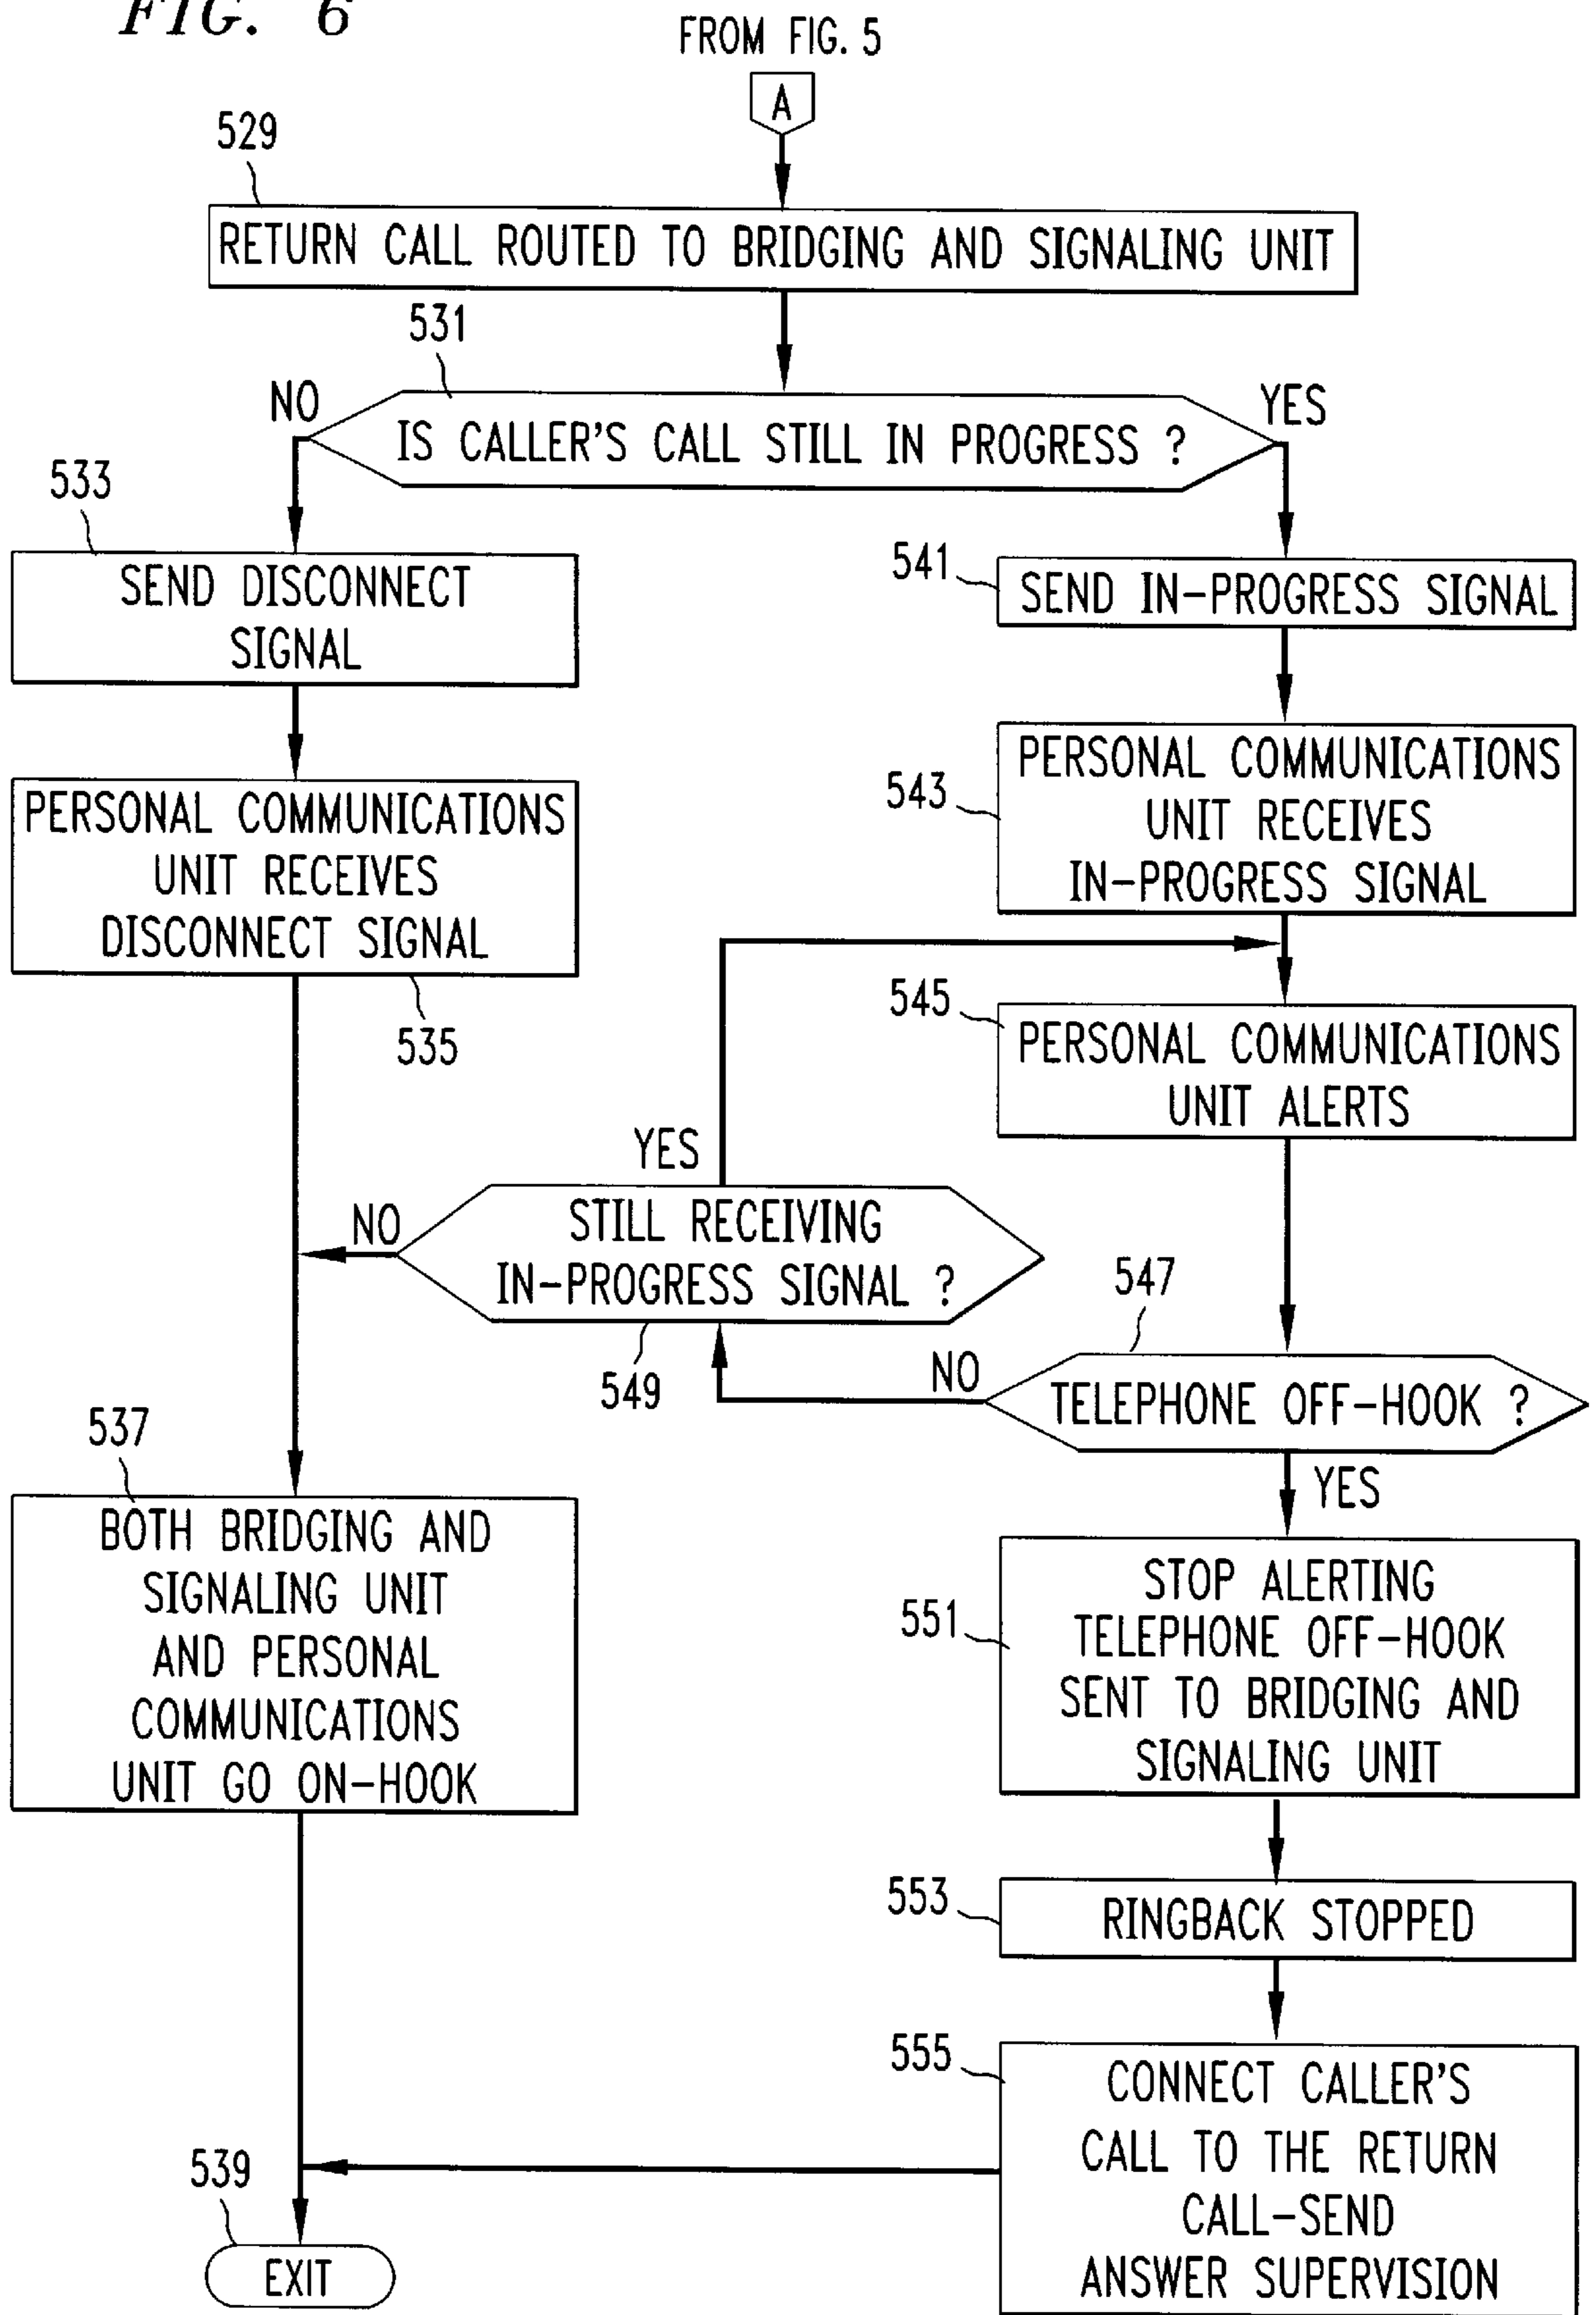 FIG. 6
FROM FIG. 5
A
529
RETURN CALL ROUTED TO BRIDGING AND SIGNALING UNIT
531
NO
IS CALLER'S CALL STILL IN PROGRESS ?
YES
533
SEND DISCONNECT
SIGNAL
541
SEND IN-PROGRESS SIGNAL
PERSONAL COMMUNICATIONS
UNIT RECEIVES
DISCONNECT SIGNAL
535
543
PERSONAL COMMUNICATIONS
UNIT RECEIVES
IN-PROGRESS SIGNAL
545
PERSONAL COMMUNICATIONS
UNIT ALERTS
YES
NO
STILL RECEIVING
IN-PROGRESS SIGNAL ?
549
547
NO
TELEPHONE OFF-HOOK ?
YES
537
BOTH BRIDGING AND
SIGNALING UNIT
AND PERSONAL
COMMUNICATIONS
UNIT GO ON-HOOK
551
STOP ALERTING
TELEPHONE OFF-HOOK
SENT TO BRIDGING AND
SIGNALING UNIT
553
RINGBACK STOPPED
555
CONNECT CALLER'S
CALL TO THE RETURN
CALL-SEND
ANSWER SUPERVISION
539
EXIT